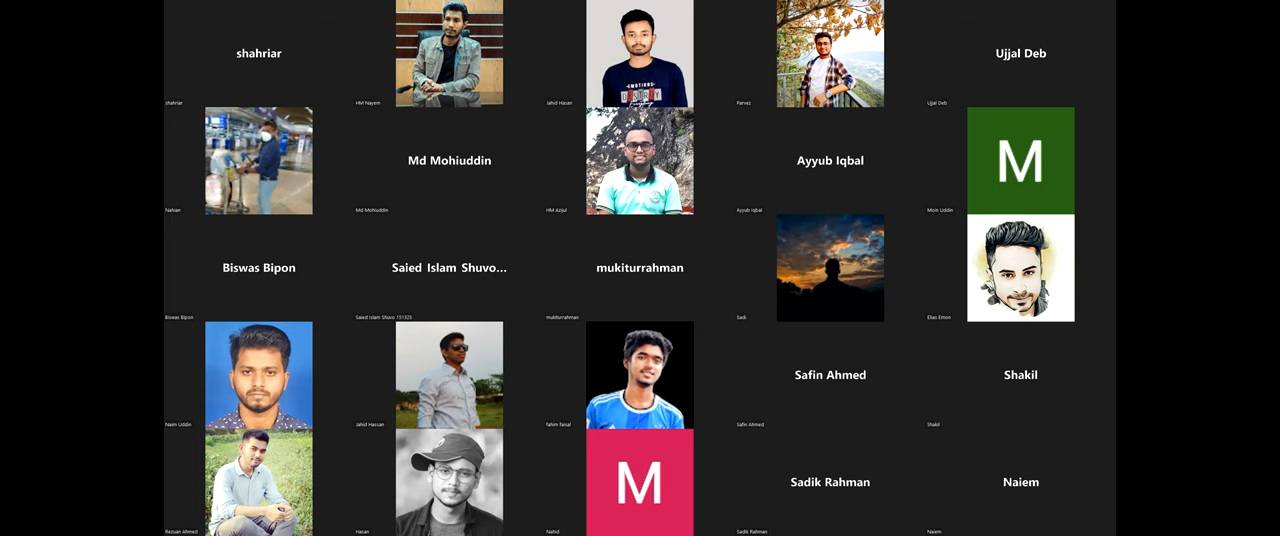 shahriar
shahriar
HM Nayem
Jahid Hasan
Parvez
Ujjal Deb
Ujjal Deb
Nahian
Md Mohiuddin
Md Mohiuddin
HM Azijul
Ayyub Iqbal
Ayyub Iqbal
M
Moin Uddin
Biswas Bipon
Biswas Bipon
Saied Islam Shuvo...
Saied Islam Shuvo 151325
mukiturrahman
mukiturrahman
Sadi
Elias Emon
Naim Uddin
Jahid Hassan
fahim faisal
Safin Ahmed
Safin Ahmed
Shakil
Shakil
Rezuan Ahmed
Hasan
M
Nahid
Sadik Rahman
Sadik Rahman
Naiem
Naiem